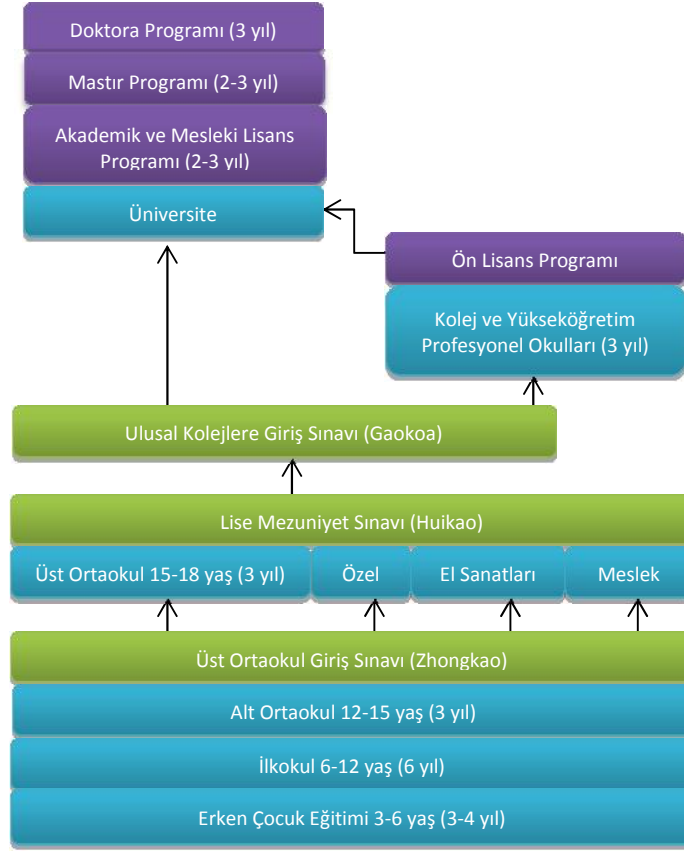 Doktora Programı (3 yıl)
Mastır Programı (2-3 yıl)
Akademik ve Mesleki Lisans
Programı (2-3 yıl)
Üniversite
Ön Lisans Programı
Kolej ve Yükseköğretim
Profesyonel Okulları (3 yıl)
Ulusal Kolejlere Giriş Sınavı (Gaokoa)
Lise Mezuniyet Sınavı (Huikao)
Üst Ortaokul 15-18 yaş (3 yıl)
Özel
El Sanatları
Meslek
Üst Ortaokul Giriş Sınavı (Zhongkao)
Alt Ortaokul 12-15 yaş (3 yıl)
İlkokul 6-12 yaş (6 yıl)
Erken Çocuk Eğitimi 3-6 yaş (3-4 yıl)